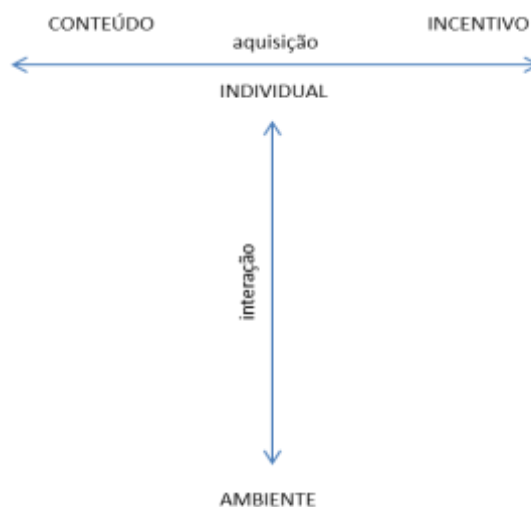 CONTEÚDO
INCENTIVO
aquisição
INDIVIDUAL
interação
AMBIENTE